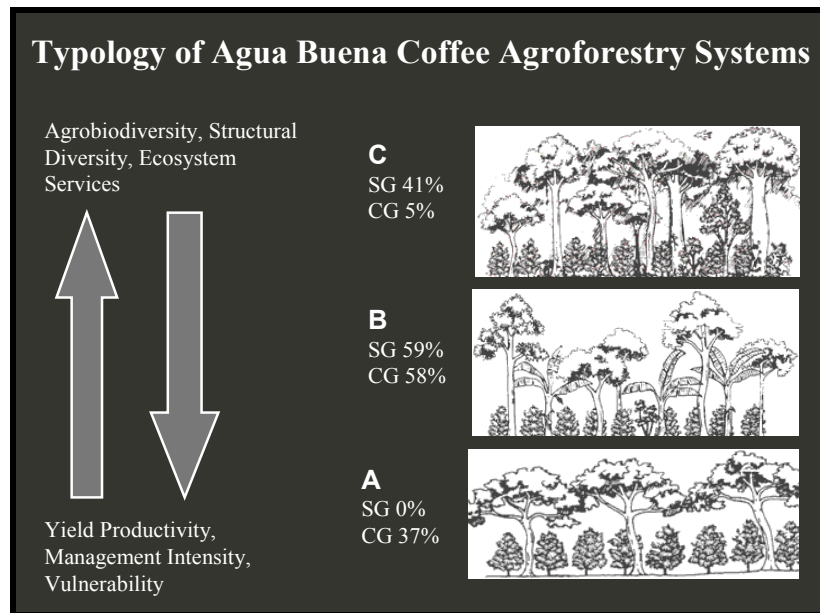 Typology of Agua Buena Coffee Agroforestry Systems
Agrobiodiversity, Structural
Diversity, Ecosystem
Services
C
SG 41%
CG 5%
B
SG 59%
CG 58%
A
SG 0%
CG 37%
Yield Productivity,
Management Intensity,
Vulnerability